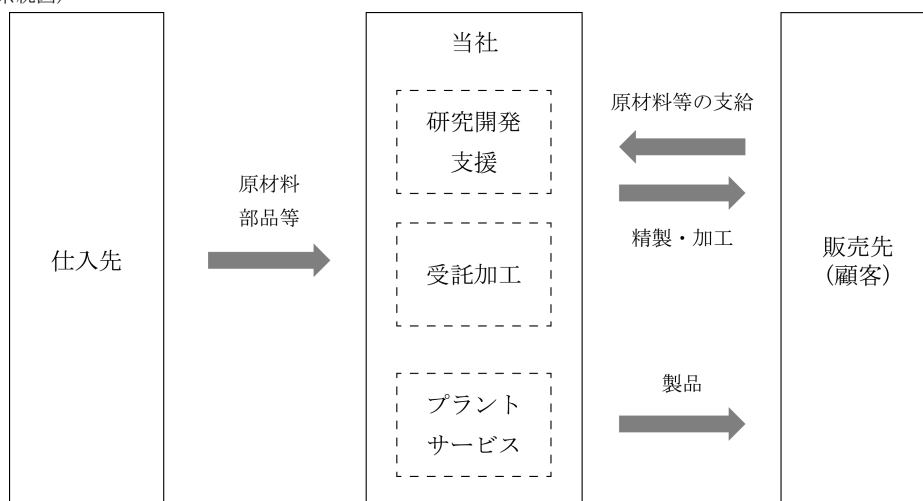 仕入先
原材料
部品等
当社
研究開発
支援
受託加工
プラント
サービス
原材料等の支給
精製・加工
製品
販売先
（顧客）